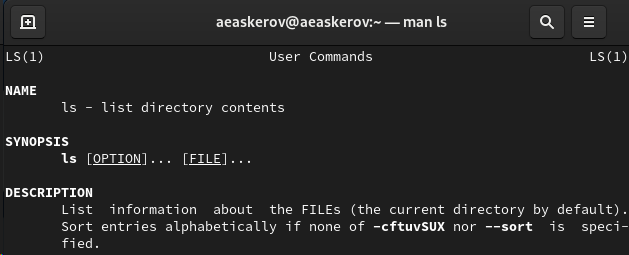 aeaskerov@aeaskerov:~ — man ls
LS(1) User Commands LS(1)
NAME
ls - list directory contents
SYNOPSIS
ls [OPTION]... [FILE]...
DESCRIPTION
List information about the FILEs (the current directory by default).
Sort entries alphabetically if none of -cftuvSUX nor --sort is speci-
fied.